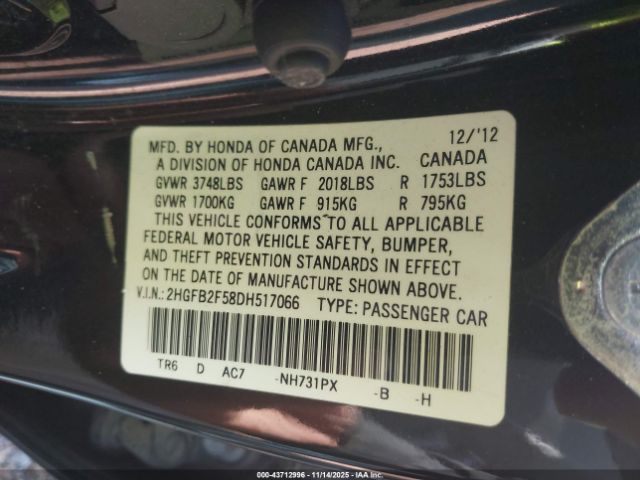 MFD. BY HONDA OF CANADA MFG., 12/'12
A DIVISION OF HONDA CANADA INC. CANADA
GVWR 3748LBS GAWR F 2018LBS R 1753LBS
GVWR 1700KG GAWR F 915KG R 795KG
THIS VEHICLE CONFORMS TO ALL APPLICABLE
FEDERAL MOTOR VEHICLE SAFETY, BUMPER,
AND THEFT PREVENTION STANDARDS IN EFFECT
ON THE DATE OF MANUFACTURE SHOWN ABOVE.
V.I.N.: 2HGFB2F58DH517066 TYPE: PASSENGER CAR
TR6 D AC7 -NH731PX -B -H
000-43712996 - 11/14/2025 - IAA, Inc.